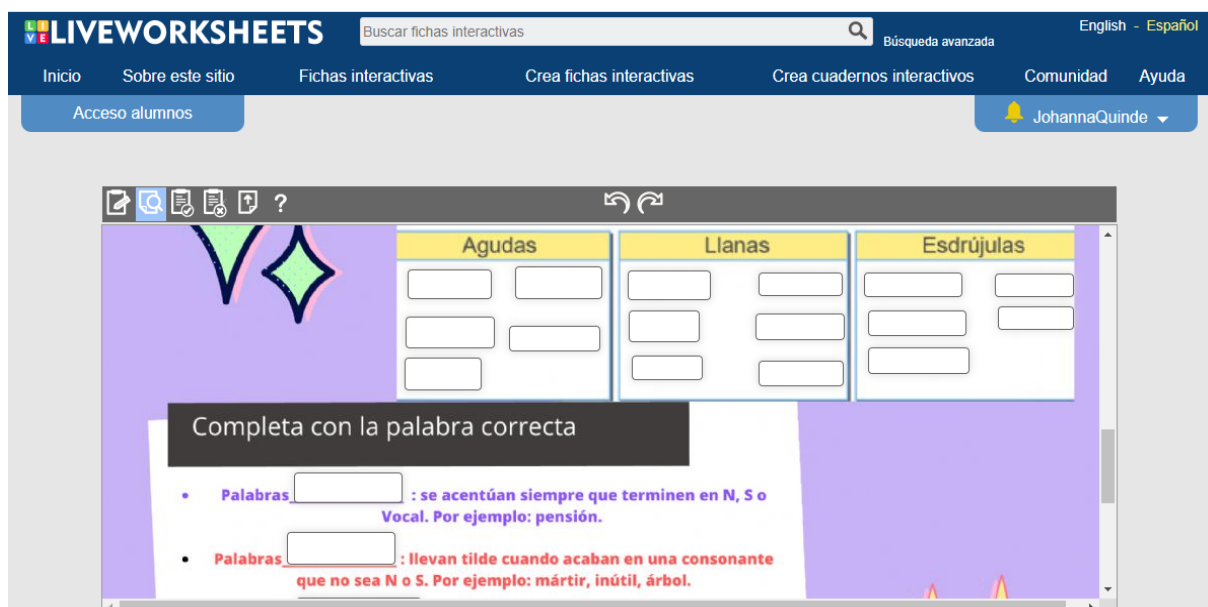 LIVEWORKSHEETS
Buscar fichas interactivas
Búsqueda avanzada
English - Español
Inicio Sobre este sitio Fichas interactivas Crea fichas interactivas Crea cuadernos interactivos Comunidad Ayuda
Acceso alumnos
JohannaQuinde
?
Agudas Llanas Esdrújulas
Completa con la palabra correcta
• Palabras : se acentúan siempre que terminen en N, S o
Vocal. Por ejemplo: pensión.
• Palabras : llevan tilde cuando acaban en una consonante
que no sea N o S. Por ejemplo: mártir, inútil, árbol.